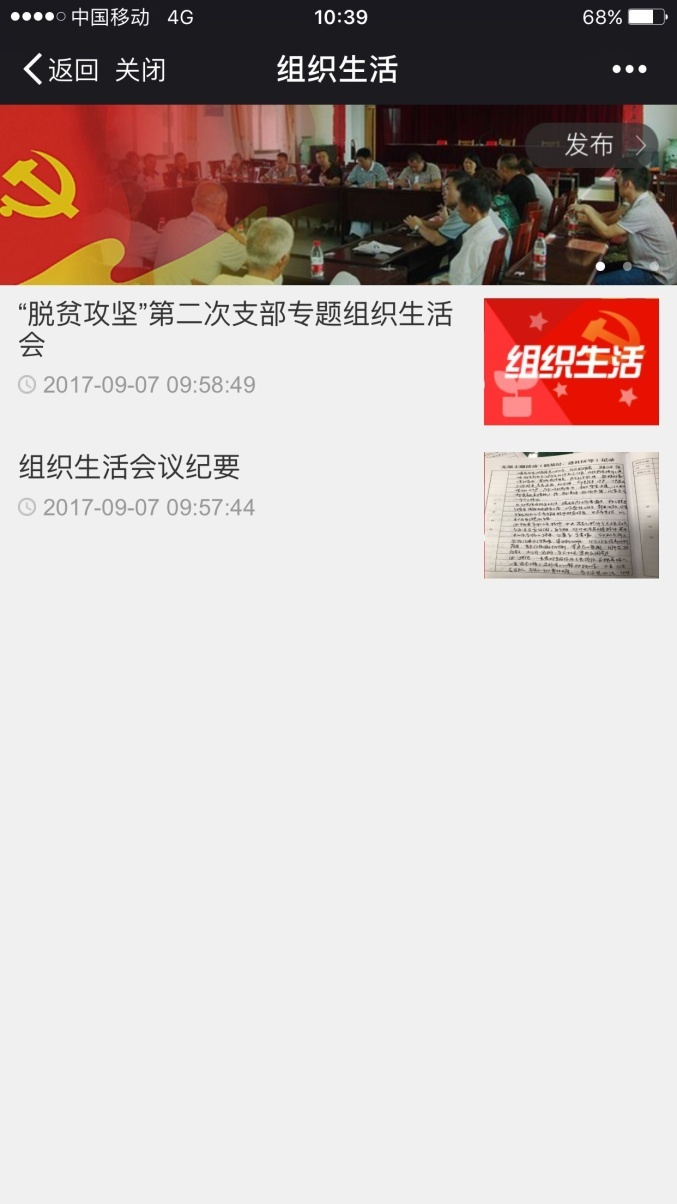 中国移动 4G 10:39 68%
返回 关闭 组织生活
发布
“脱贫攻坚”第二次支部专题组织生活
会
2017-09-07 09:58:49
组织生活
组织生活会议纪要
2017-09-07 09:57:44